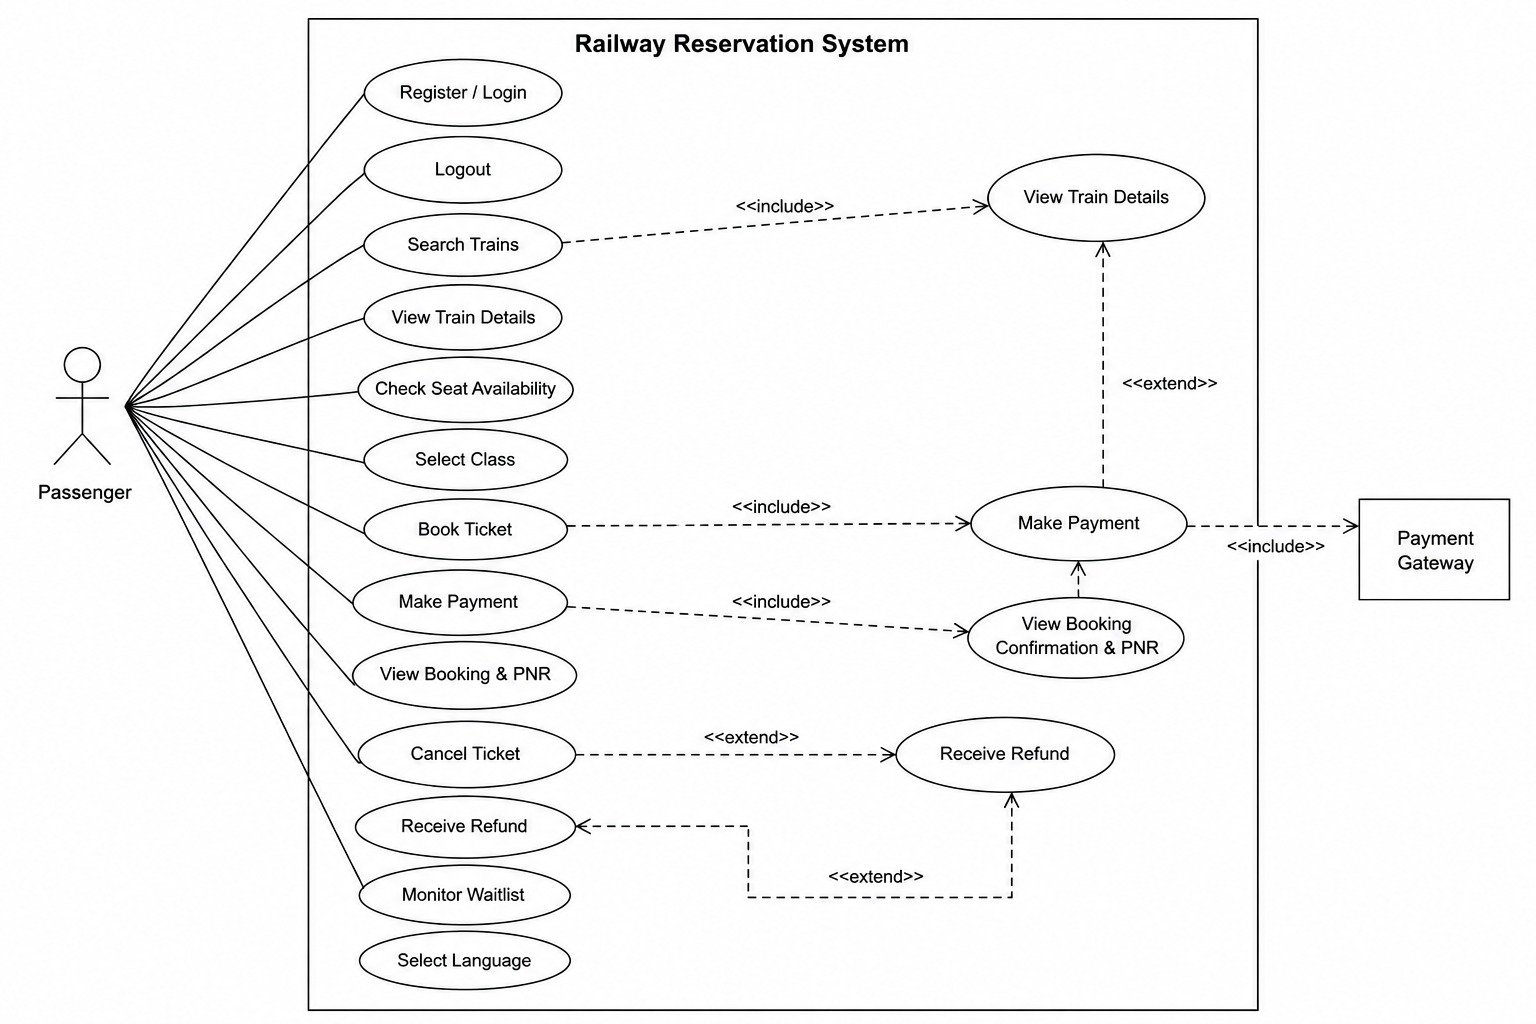 Railway Reservation System
Register / Login
Logout
Search Trains
View Train Details
Check Seat Availability
Select Class
Book Ticket
Make Payment
View Booking & PNR
Cancel Ticket
Receive Refund
Monitor Waitlist
Select Language
Passenger
<<include>>
View Train Details
<<extend>>
<<include>>
Make Payment
<<include>>
Payment
Gateway
<<include>>
View Booking
Confirmation & PNR
<<extend>>
Receive Refund
<<extend>>